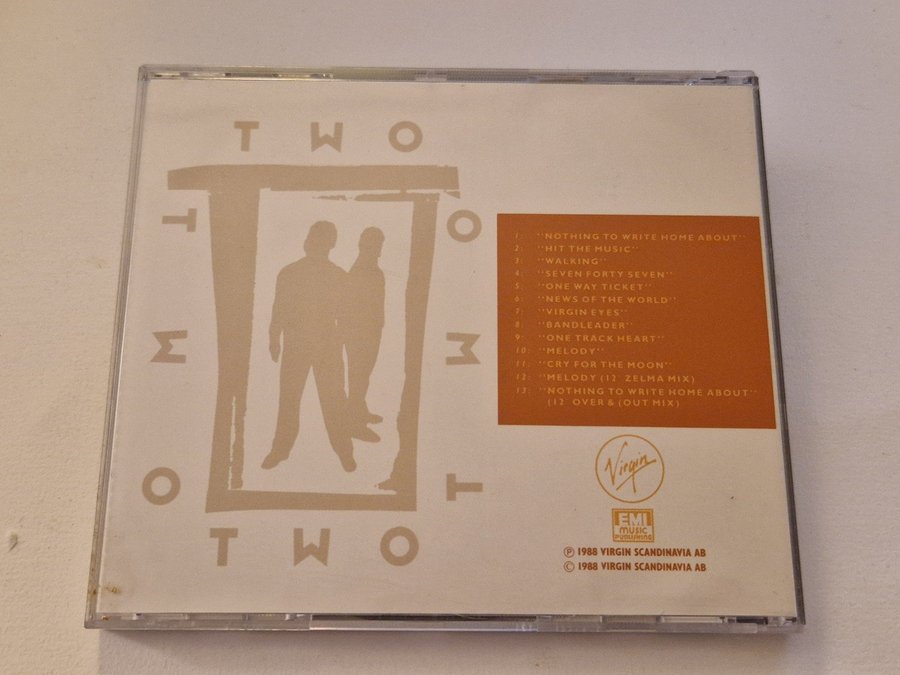 TWO
TWO
TWO
TWO
1: "NOTHING TO WRITE HOME ABOUT"
2: "HIT THE MUSIC"
3: "WALKING"
4: "SEVEN FORTY SEVEN"
5: "ONE WAY TICKET"
6: "NEWS OF THE WORLD"
7: "VIRGIN EYES"
8: "BANDLEADER"
9: "ONE TRACK HEART"
10: "MELODY"
11: "CRY FOR THE MOON"
12: "MELODY (12" ZELMA MIX)
13: "NOTHING TO WRITE HOME ABOUT"
(12" OVER & (OUT MIX)
Virgin
EMI
MUSIC
PUBLISHING
℗ 1988 VIRGIN SCANDINAVIA AB
© 1988 VIRGIN SCANDINAVIA AB